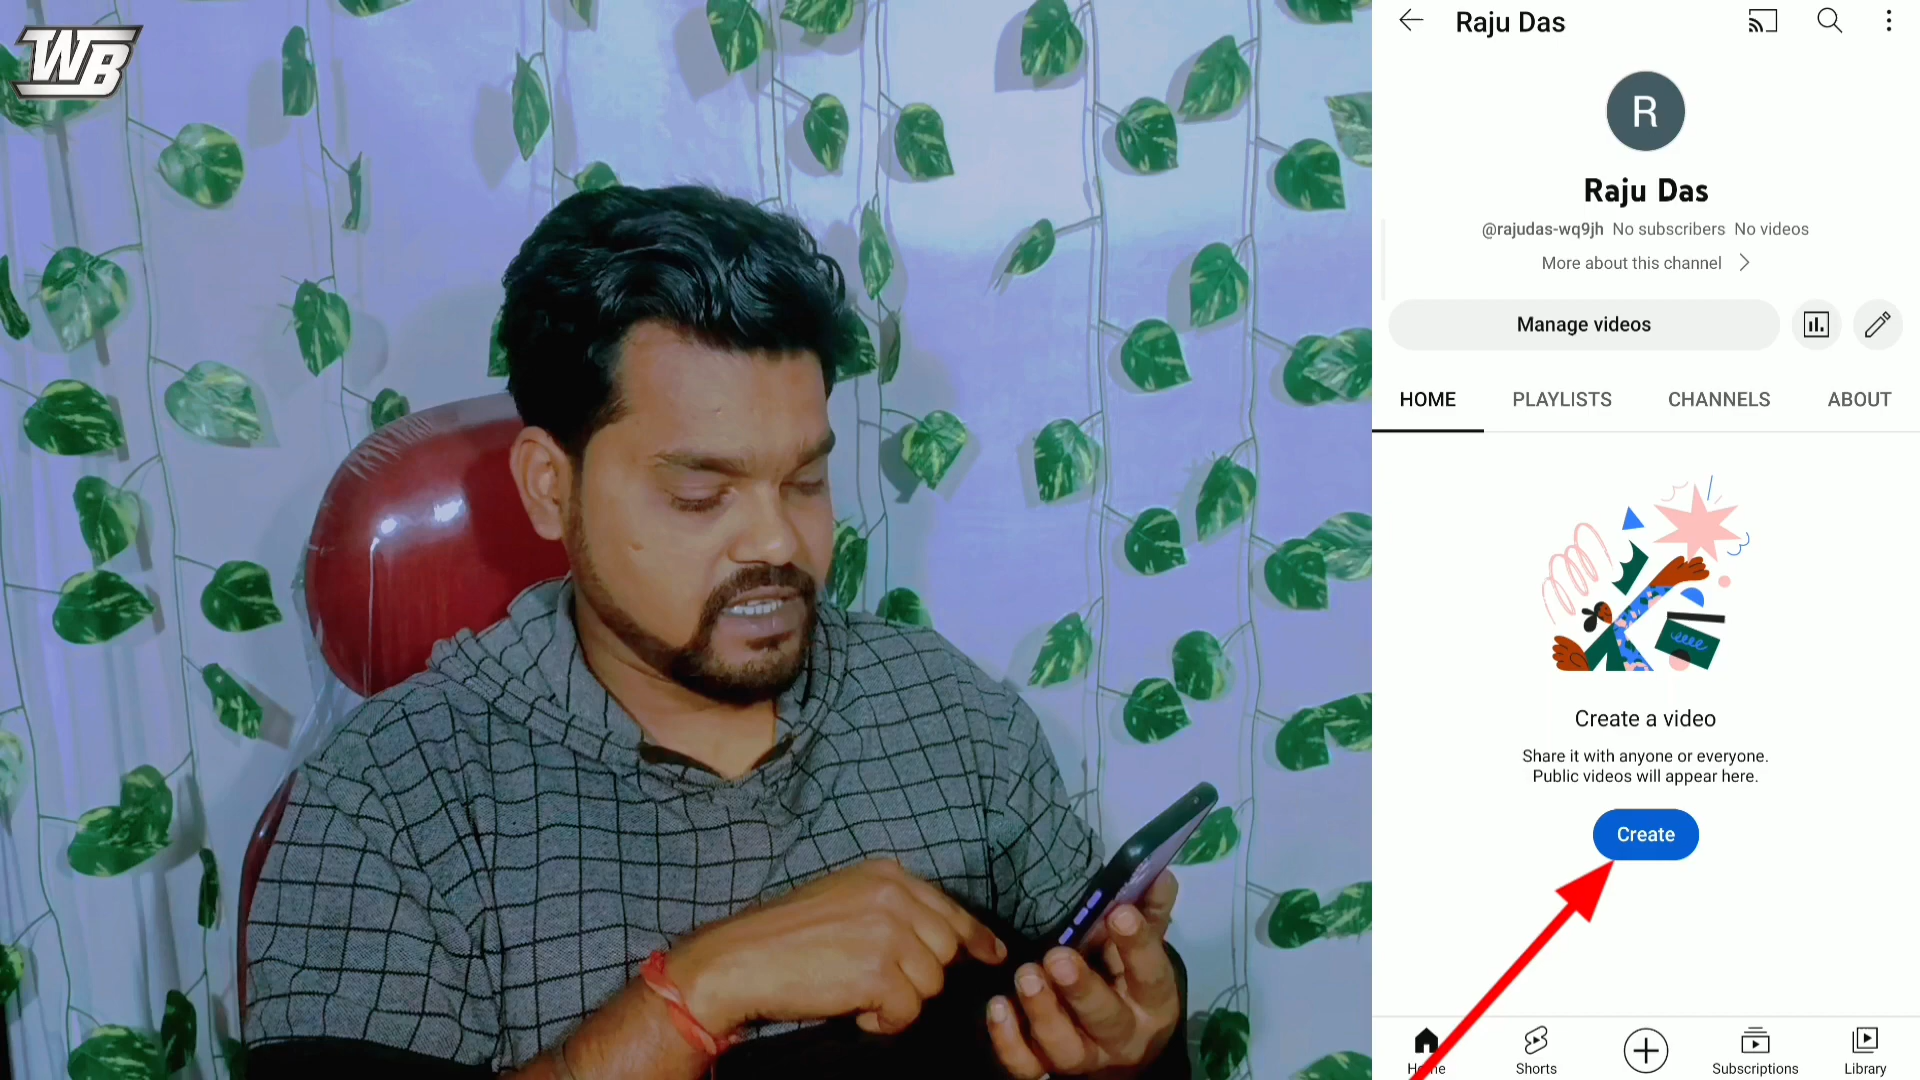 WB
Raju Das
R
Raju Das
@rajudas-wq9jh No subscribers No videos
More about this channel
Manage videos
HOME PLAYLISTS CHANNELS ABOUT
Create a video
Share it with anyone or everyone.
Public videos will appear here.
Create
Home Shorts Subscriptions Library